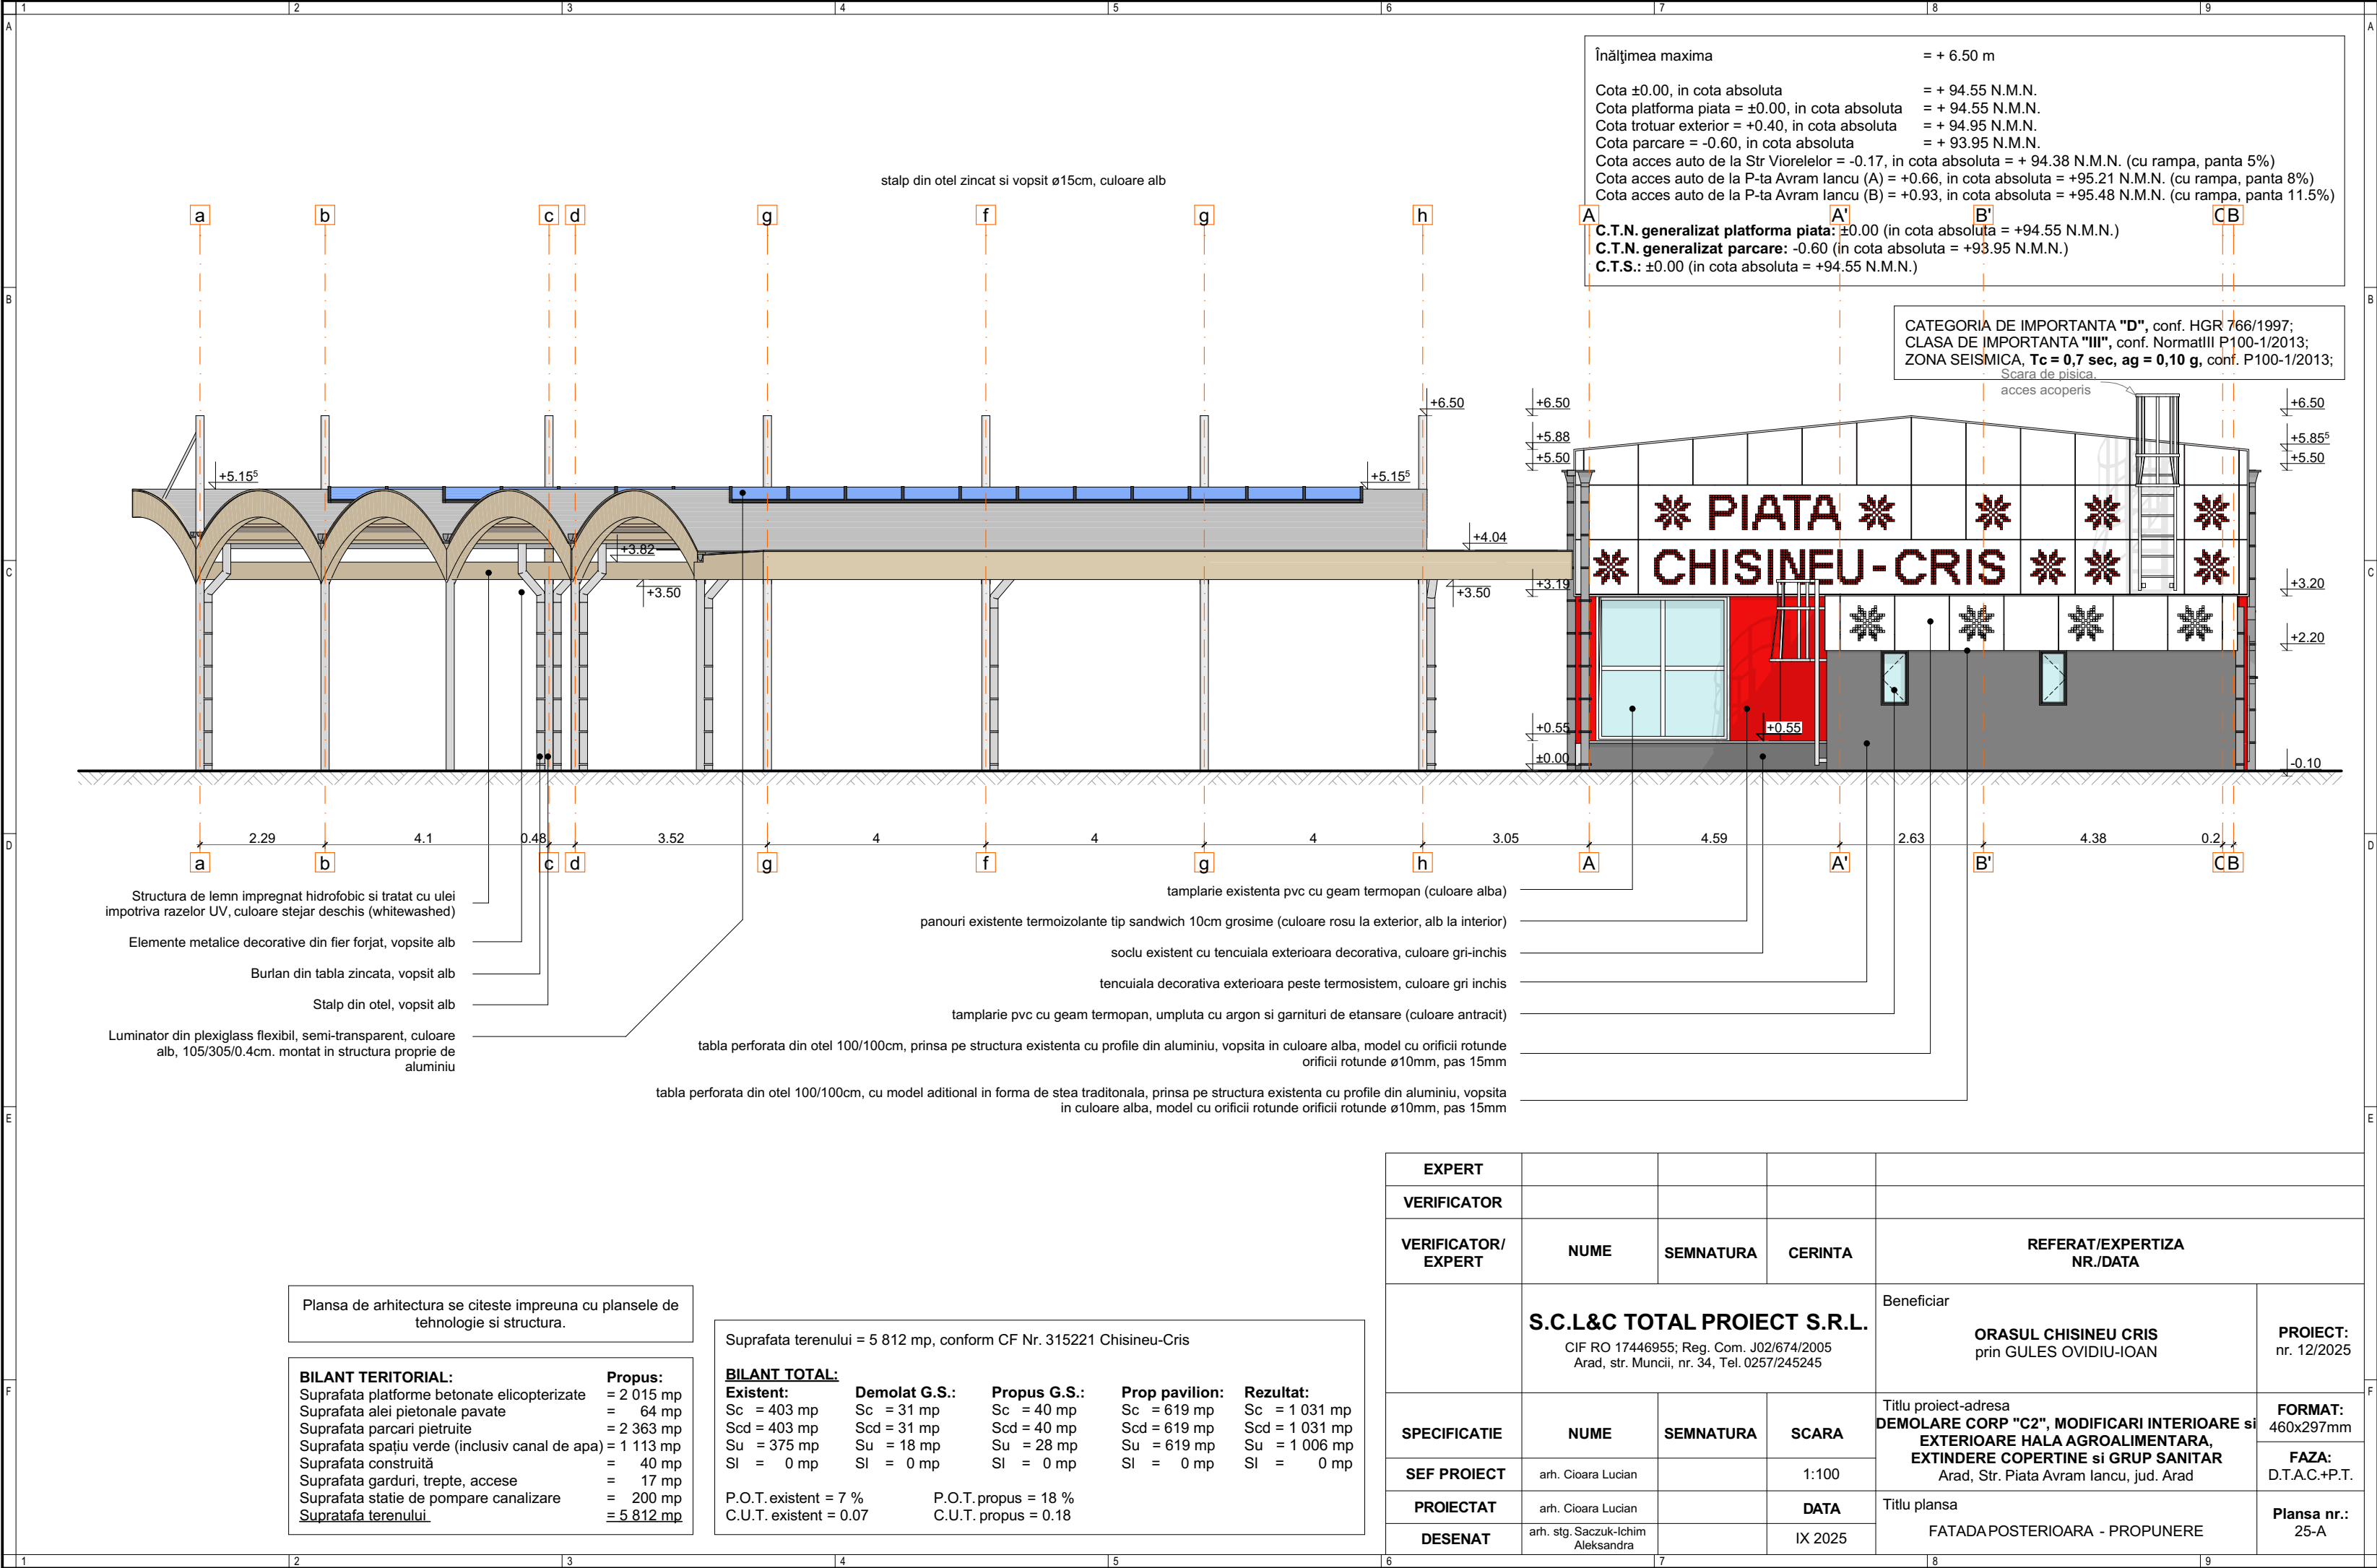 1 2 3 4 5 6 7 8 9
A A
B B
C C
D D
E E
F F
Înălţimea maxima = + 6.50 m
Cota ±0.00, in cota absoluta = + 94.55 N.M.N.
Cota platforma piata = ±0.00, in cota absoluta = + 94.55 N.M.N.
Cota trotuar exterior = +0.40, in cota absoluta = + 94.95 N.M.N.
Cota parcare = -0.60, in cota absoluta = + 93.95 N.M.N.
Cota acces auto de la Str Viorelelor = -0.17, in cota absoluta = + 94.38 N.M.N. (cu rampa, panta 5%)
Cota acces auto de la P-ta Avram Iancu (A) = +0.66, in cota absoluta = +95.21 N.M.N. (cu rampa, panta 8%)
Cota acces auto de la P-ta Avram Iancu (B) = +0.93, in cota absoluta = +95.48 N.M.N. (cu rampa, panta 11.5%)
C.T.N. generalizat platforma piata: ±0.00 (in cota absoluta = +94.55 N.M.N.)
C.T.N. generalizat parcare: -0.60 (in cota absoluta = +93.95 N.M.N.)
C.T.S.: ±0.00 (in cota absoluta = +94.55 N.M.N.)
stalp din otel zincat si vopsit ø15cm, culoare alb
a b c d g f g h A A' B' C B
CATEGORIA DE IMPORTANTA "D", conf. HGR 766/1997;
CLASA DE IMPORTANTA "III", conf. NormatIII P100-1/2013;
ZONA SEISMICA, Tc = 0,7 sec, ag = 0,10 g, conf. P100-1/2013;
Scara de pisica.
acces acoperis
+6.50 +6.50 +6.50
+5.88 +5.85⁵
+5.50 +5.50
+5.15⁵ +5.15⁵
PIATA
+4.04
+3.82
CHISINEU-CRIS
+3.50 +3.50 +3.19 +3.20
+2.20
+0.55 +0.55
±0.00 -0.10
2.29 4.1 0.48 3.52 4 4 4 3.05 4.59 2.63 4.38 0.2
a b c d g f g h A A' B' C B
Structura de lemn impregnat hidrofobic si tratat cu ulei
impotriva razelor UV, culoare stejar deschis (whitewashed)
Elemente metalice decorative din fier forjat, vopsite alb
Burlan din tabla zincata, vopsit alb
Stalp din otel, vopsit alb
Luminator din plexiglass flexibil, semi-transparent, culoare
alb, 105/305/0.4cm. montat in structura proprie de
aluminiu
tamplarie existenta pvc cu geam termopan (culoare alba)
panouri existente termoizolante tip sandwich 10cm grosime (culoare rosu la exterior, alb la interior)
soclu existent cu tencuiala exterioara decorativa, culoare gri-inchis
tencuiala decorativa exterioara peste termosistem, culoare gri inchis
tamplarie pvc cu geam termopan, umpluta cu argon si garnituri de etansare (culoare antracit)
tabla perforata din otel 100/100cm, prinsa pe structura existenta cu profile din aluminiu, vopsita in culoare alba, model cu orificii rotunde
orificii rotunde ø10mm, pas 15mm
tabla perforata din otel 100/100cm, cu model aditional in forma de stea traditonala, prinsa pe structura existenta cu profile din aluminiu, vopsita
in culoare alba, model cu orificii rotunde orificii rotunde ø10mm, pas 15mm
Plansa de arhitectura se citeste impreuna cu plansele de
tehnologie si structura.
BILANT TERITORIAL: Propus:
Suprafata platforme betonate elicopterizate = 2 015 mp
Suprafata alei pietonale pavate = 64 mp
Suprafata parcari pietruite = 2 363 mp
Suprafata spaţiu verde (inclusiv canal de apa) = 1 113 mp
Suprafata construită = 40 mp
Suprafata garduri, trepte, accese = 17 mp
Suprafata statie de pompare canalizare = 200 mp
Supratafa terenului = 5 812 mp
Suprafata terenului = 5 812 mp, conform CF Nr. 315221 Chisineu-Cris
BILANT TOTAL:
Existent: Demolat G.S.: Propus G.S.: Prop pavilion: Rezultat:
Sc = 403 mp Sc = 31 mp Sc = 40 mp Sc = 619 mp Sc = 1 031 mp
Scd = 403 mp Scd = 31 mp Scd = 40 mp Scd = 619 mp Scd = 1 031 mp
Su = 375 mp Su = 18 mp Su = 28 mp Su = 619 mp Su = 1 006 mp
Sl = 0 mp Sl = 0 mp Sl = 0 mp Sl = 0 mp Sl = 0 mp
P.O.T. existent = 7 % P.O.T. propus = 18 %
C.U.T. existent = 0.07 C.U.T. propus = 0.18
EXPERT
VERIFICATOR
VERIFICATOR/
EXPERT
NUME SEMNATURA CERINTA
REFERAT/EXPERTIZA
NR./DATA
S.C.L&C TOTAL PROIECT S.R.L.
CIF RO 17446955; Reg. Com. J02/674/2005
Arad, str. Muncii, nr. 34, Tel. 0257/245245
Beneficiar
ORASUL CHISINEU CRIS
prin GULES OVIDIU-IOAN
PROIECT:
nr. 12/2025
SPECIFICATIE NUME SEMNATURA SCARA
Titlu proiect-adresa
DEMOLARE CORP "C2", MODIFICARI INTERIOARE si
EXTERIOARE HALA AGROALIMENTARA,
EXTINDERE COPERTINE si GRUP SANITAR
Arad, Str. Piata Avram Iancu, jud. Arad
FORMAT:
460x297mm
FAZA:
D.T.A.C.+P.T.
SEF PROIECT arh. Cioara Lucian 1:100
PROIECTAT arh. Cioara Lucian DATA
DESENAT arh. stg. Saczuk-Ichim
Aleksandra
IX 2025
Titlu plansa
FATADA POSTERIOARA - PROPUNERE
Plansa nr.:
25-A
1 2 3 4 5 6 7 8 9